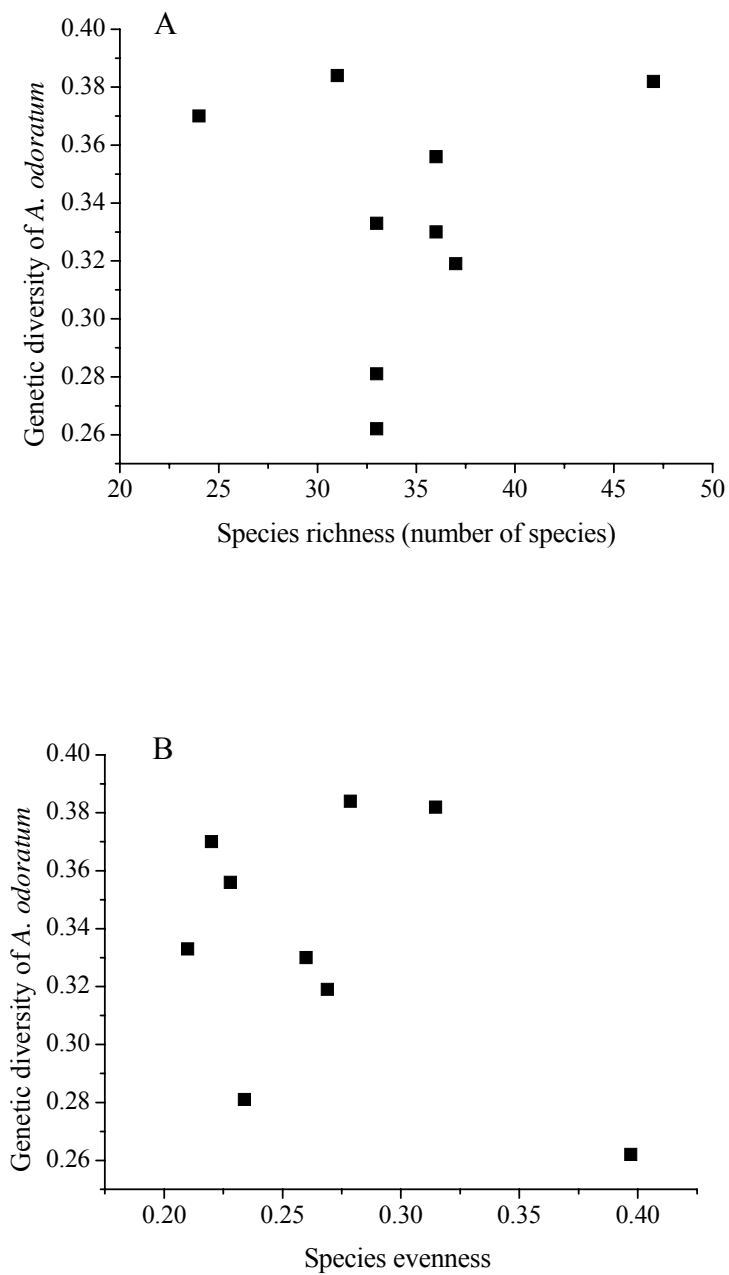 A
0.40
0.38
0.36
0.34
0.32
0.30
0.28
0.26
Genetic diversity of A. odoratum
20 25 30 35 40 45 50
Species richness (number of species)
B
0.40
0.38
0.36
0.34
0.32
0.30
0.28
0.26
Genetic diversity of A. odoratum
0.20 0.25 0.30 0.35 0.40
Species evenness